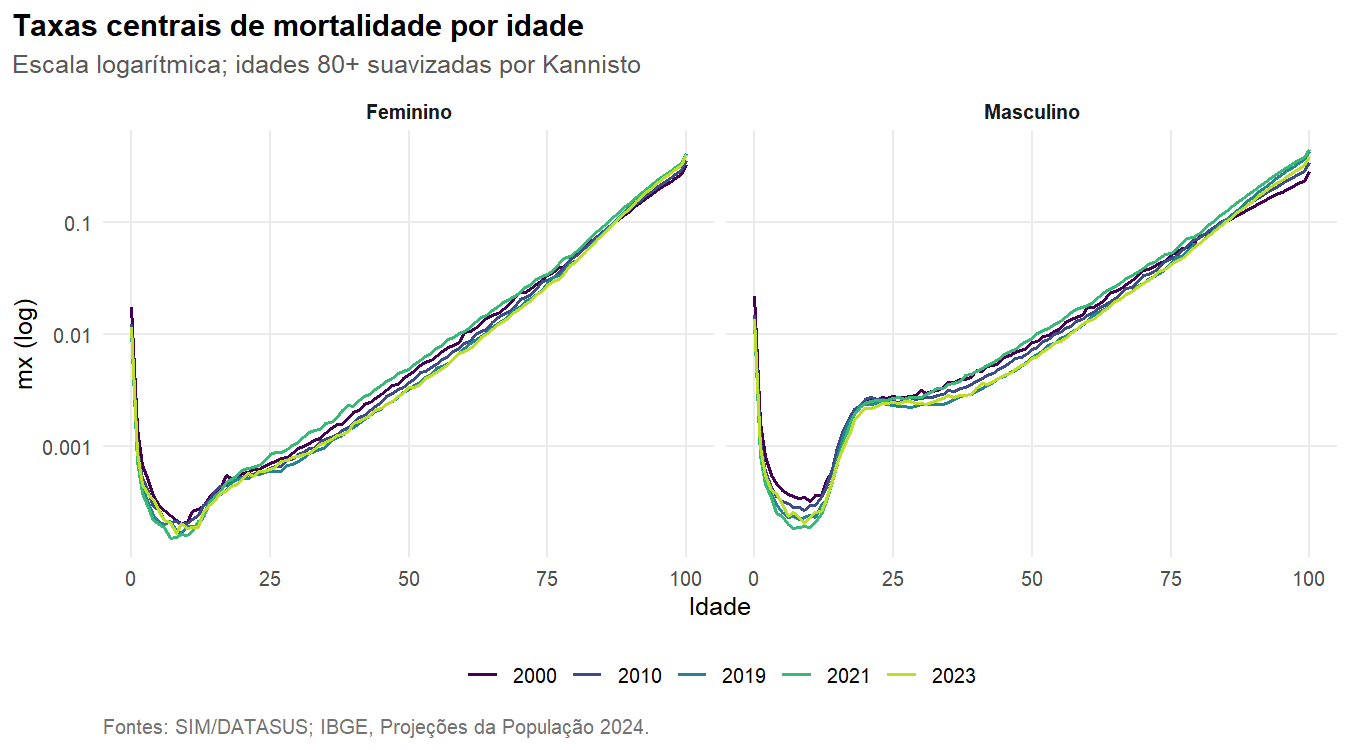 Taxas centrais de mortalidade por idade
Escala logarítmica; idades 80+ suavizadas por Kannisto
Feminino
Masculino
mx (log)
0.1
0.01
0.001
0 25 50 75 100
0 25 50 75 100
Idade
2000 2010 2019 2021 2023
Fontes: SIM/DATASUS; IBGE, Projeções da População 2024.